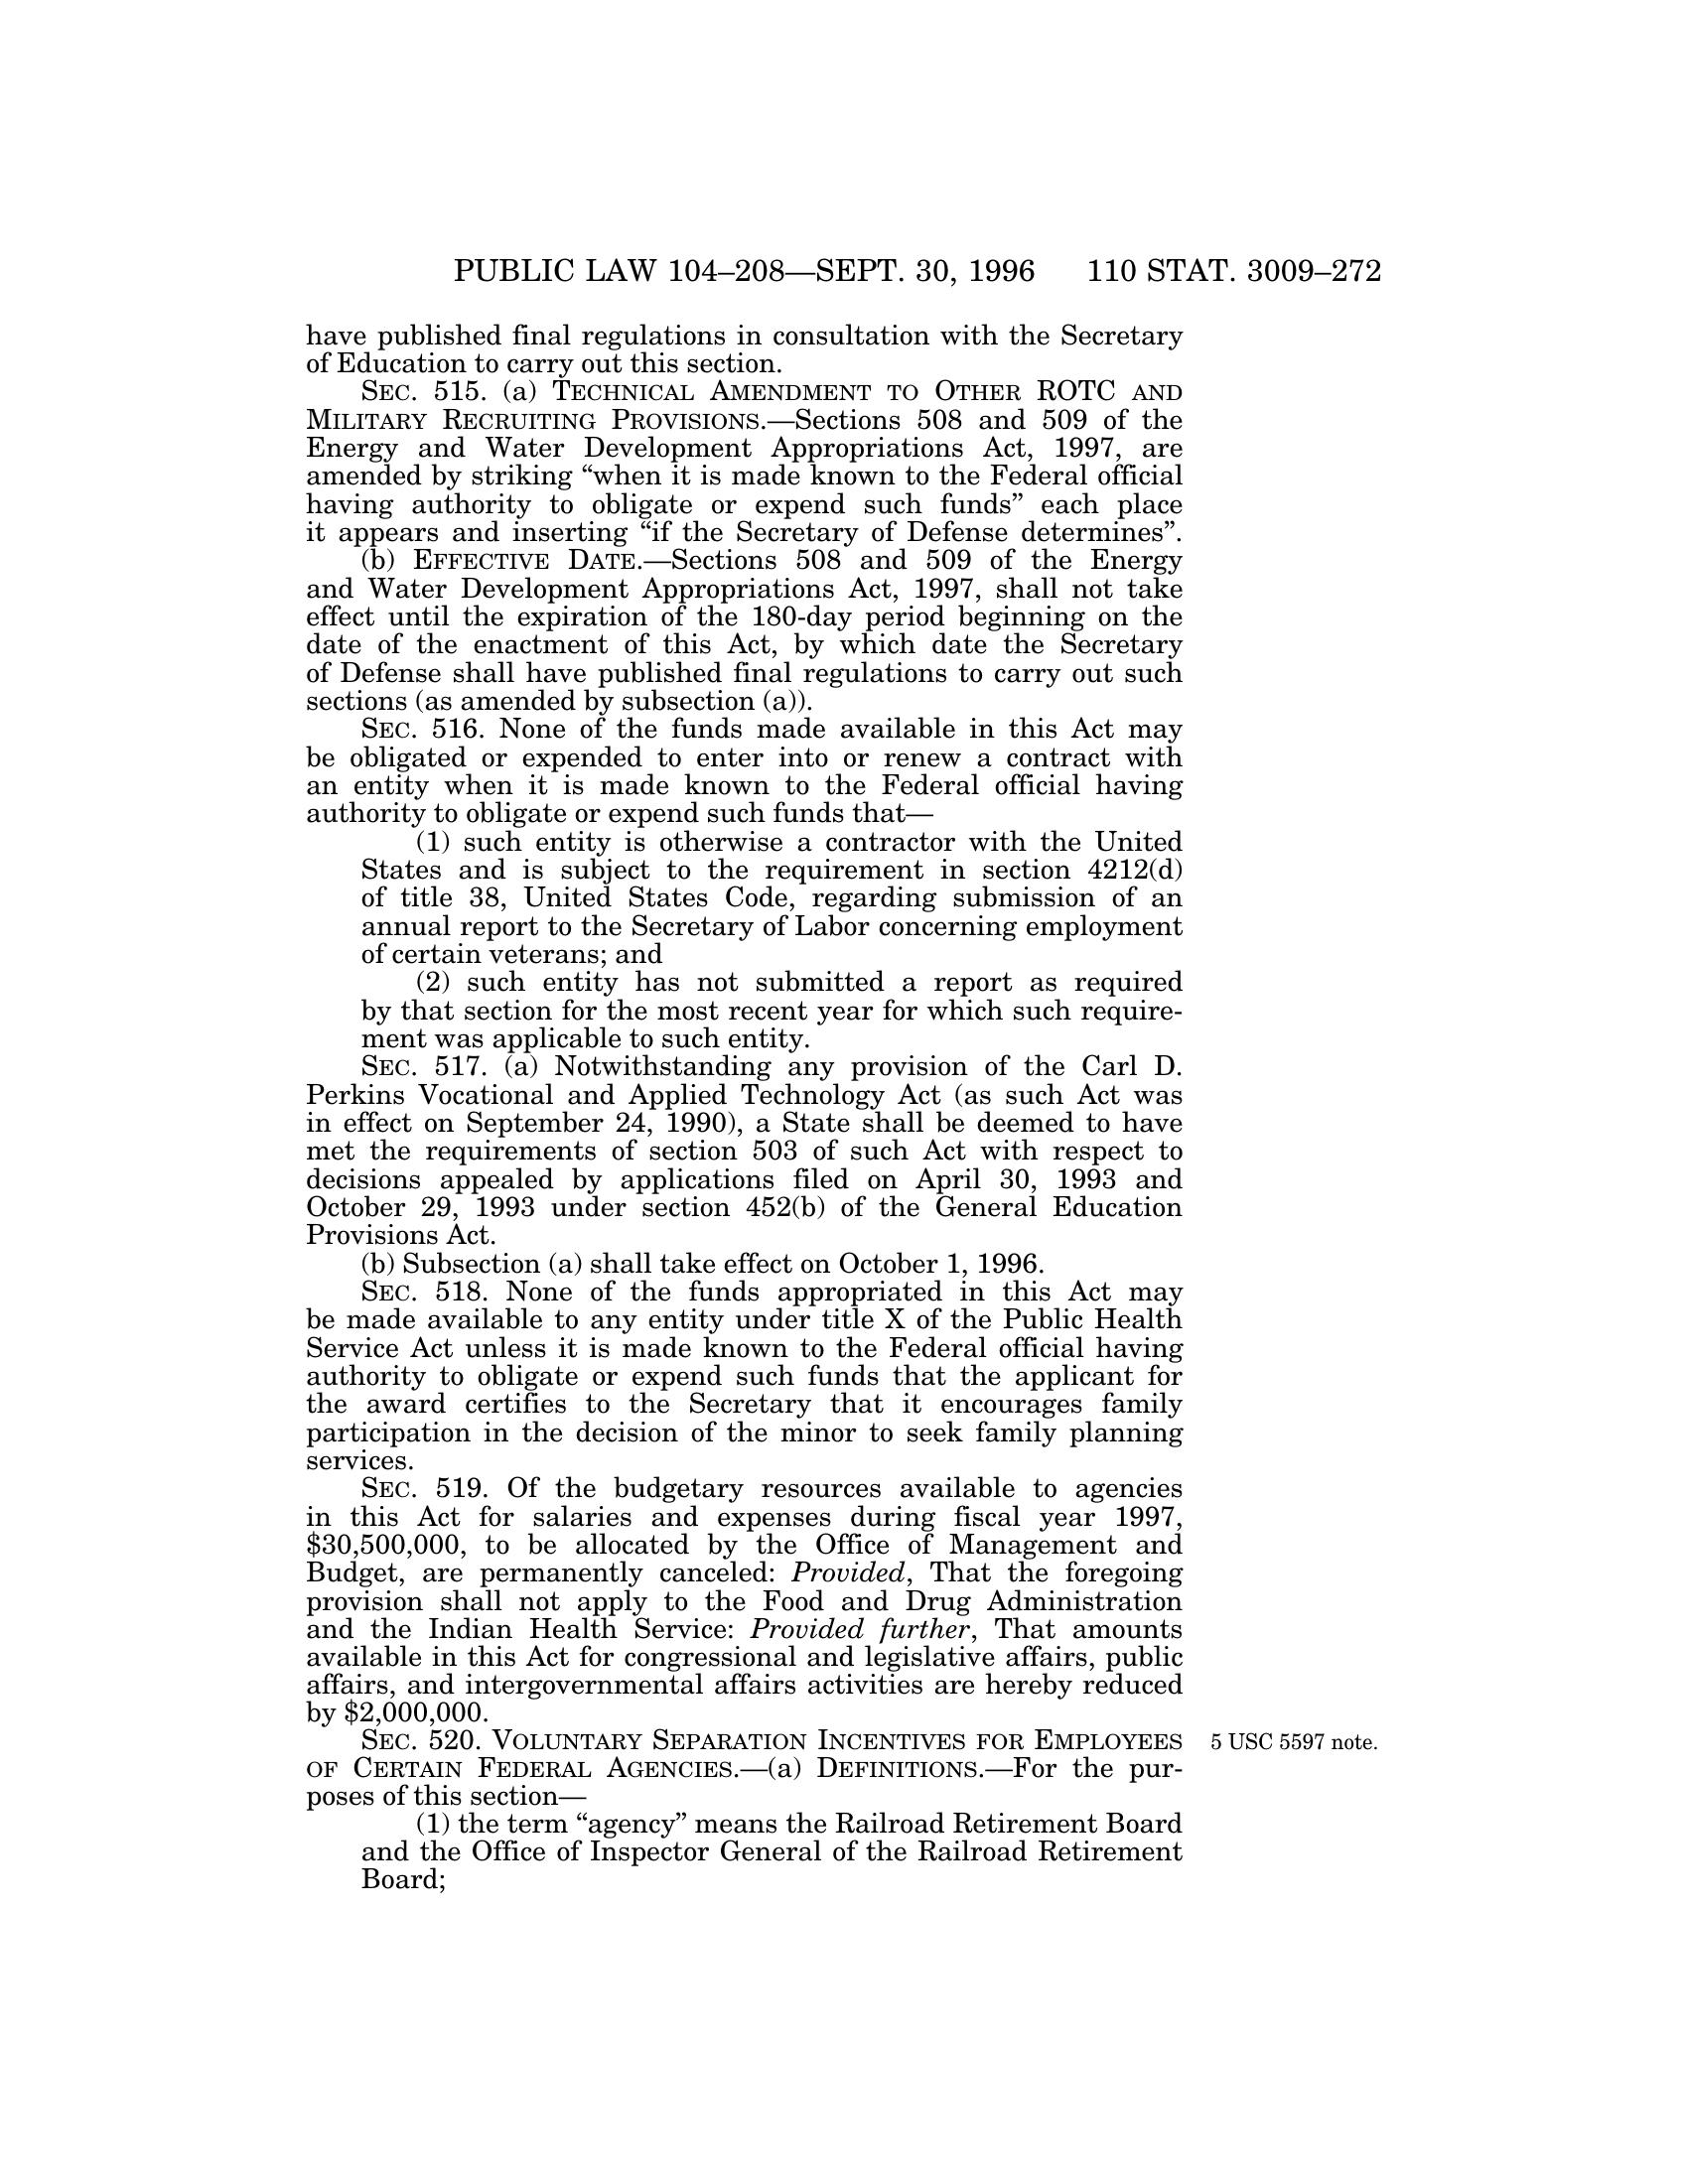 PUBLIC LAW 104–208—SEPT. 30, 1996 110 STAT. 3009–272
have published final regulations in consultation with the Secretary
of Education to carry out this section.
SEC. 515. (a) TECHNICAL AMENDMENT TO OTHER ROTC AND
MILITARY RECRUITING PROVISIONS.—Sections 508 and 509 of the
Energy and Water Development Appropriations Act, 1997, are
amended by striking “when it is made known to the Federal official
having authority to obligate or expend such funds” each place
it appears and inserting “if the Secretary of Defense determines”.
(b) EFFECTIVE DATE.—Sections 508 and 509 of the Energy
and Water Development Appropriations Act, 1997, shall not take
effect until the expiration of the 180-day period beginning on the
date of the enactment of this Act, by which date the Secretary
of Defense shall have published final regulations to carry out such
sections (as amended by subsection (a)).
SEC. 516. None of the funds made available in this Act may
be obligated or expended to enter into or renew a contract with
an entity when it is made known to the Federal official having
authority to obligate or expend such funds that—
(1) such entity is otherwise a contractor with the United
States and is subject to the requirement in section 4212(d)
of title 38, United States Code, regarding submission of an
annual report to the Secretary of Labor concerning employment
of certain veterans; and
(2) such entity has not submitted a report as required
by that section for the most recent year for which such require-
ment was applicable to such entity.
SEC. 517. (a) Notwithstanding any provision of the Carl D.
Perkins Vocational and Applied Technology Act (as such Act was
in effect on September 24, 1990), a State shall be deemed to have
met the requirements of section 503 of such Act with respect to
decisions appealed by applications filed on April 30, 1993 and
October 29, 1993 under section 452(b) of the General Education
Provisions Act.
(b) Subsection (a) shall take effect on October 1, 1996.
SEC. 518. None of the funds appropriated in this Act may
be made available to any entity under title X of the Public Health
Service Act unless it is made known to the Federal official having
authority to obligate or expend such funds that the applicant for
the award certifies to the Secretary that it encourages family
participation in the decision of the minor to seek family planning
services.
SEC. 519. Of the budgetary resources available to agencies
in this Act for salaries and expenses during fiscal year 1997,
$30,500,000, to be allocated by the Office of Management and
Budget, are permanently canceled: Provided, That the foregoing
provision shall not apply to the Food and Drug Administration
and the Indian Health Service: Provided further, That amounts
available in this Act for congressional and legislative affairs, public
affairs, and intergovernmental affairs activities are hereby reduced
by $2,000,000.
SEC. 520. VOLUNTARY SEPARATION INCENTIVES FOR EMPLOYEES
5 USC 5597 note.
OF CERTAIN FEDERAL AGENCIES.—(a) DEFINITIONS.—For the pur-
poses of this section—
(1) the term “agency” means the Railroad Retirement Board
and the Office of Inspector General of the Railroad Retirement
Board;